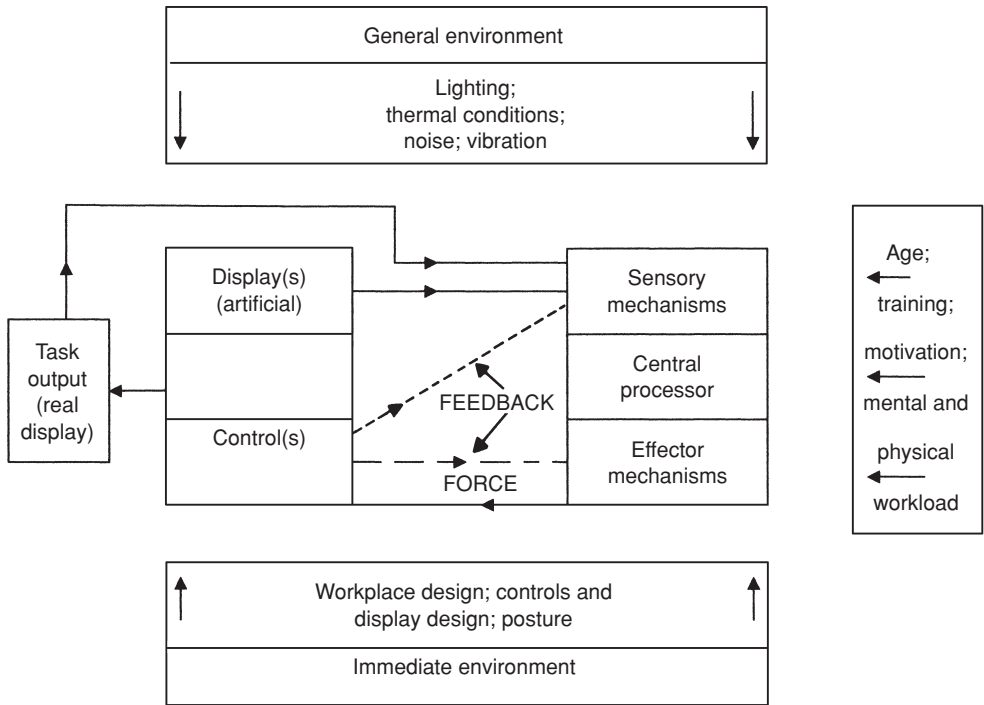 General environment
Lighting;
thermal conditions;
noise; vibration
Display(s)
(artificial)
Sensory
mechanisms
Age;
training;
motivation;
mental and
physical
workload
Task
output
(real
display)
Central
processor
FEEDBACK
Control(s)
Effector
mechanisms
FORCE
Workplace design; controls and
display design; posture
Immediate environment